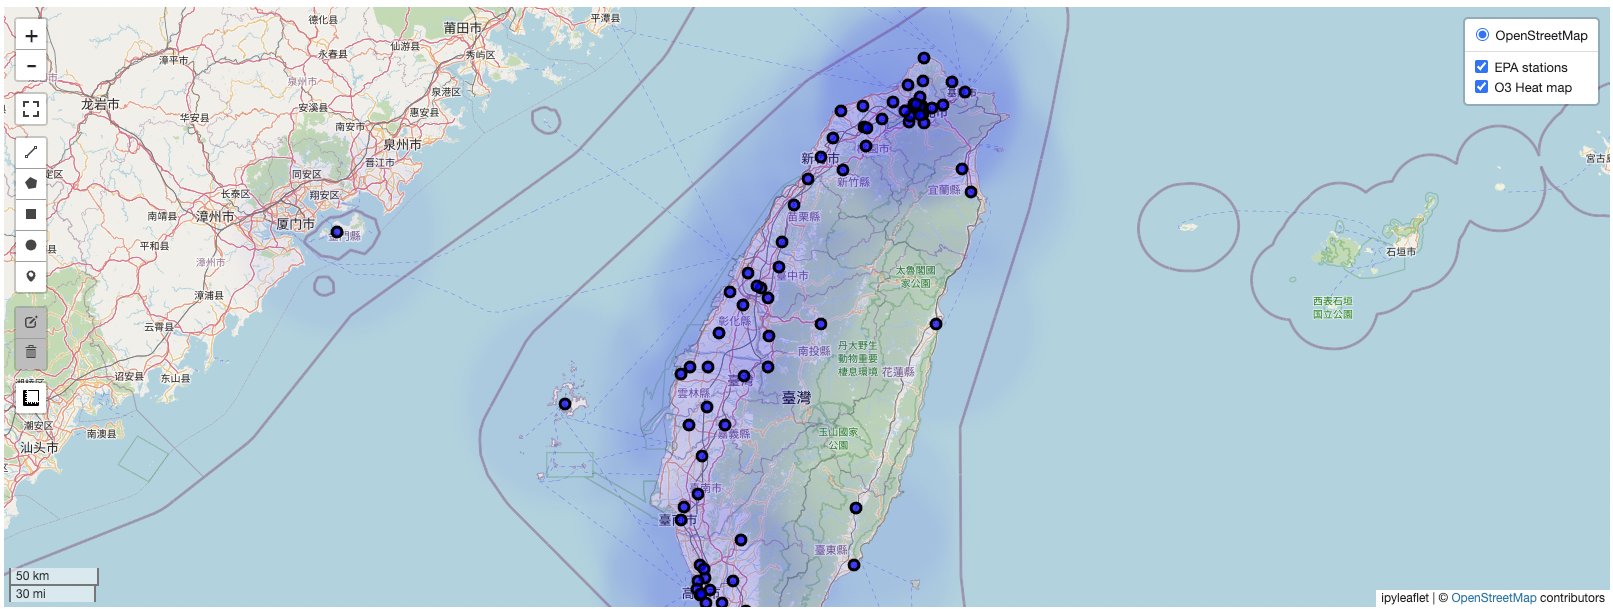 +
−
OpenStreetMap
EPA stations
O3 Heat map
德化县
莆田市
平潭县
仙游县
永春县
漳平市
秀屿区
泉州市
泉港区
龙岩市
安溪县
惠安县
华安县
南安市
泉州市
晋江市
同安区
长泰区
翔安区
南靖县
漳州市
厦门市
金門縣
平和县
漳州市
漳浦县
云霄县
诏安县
东山县
潮安区
南澳县
汕头市
新竹縣
宜蘭縣
苗栗縣
臺中市
太魯閣國
家公園
彰化縣
南投縣
丹大野生
動物重要
棲息環境
花蓮縣
雲林縣
臺灣
玉山國家
公園
嘉義縣
臺南市
臺東縣
石垣市
西表石垣
国立公園
50 km
30 mi
ipyleaflet | © OpenStreetMap contributors